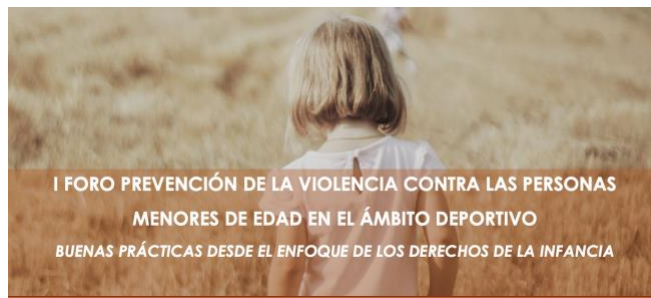 I FORO PREVENCIÓN DE LA VIOLENCIA CONTRA LAS PERSONAS
MENORES DE EDAD EN EL ÁMBITO DEPORTIVO
BUENAS PRÁCTICAS DESDE EL ENFOQUE DE LOS DERECHOS DE LA INFANCIA